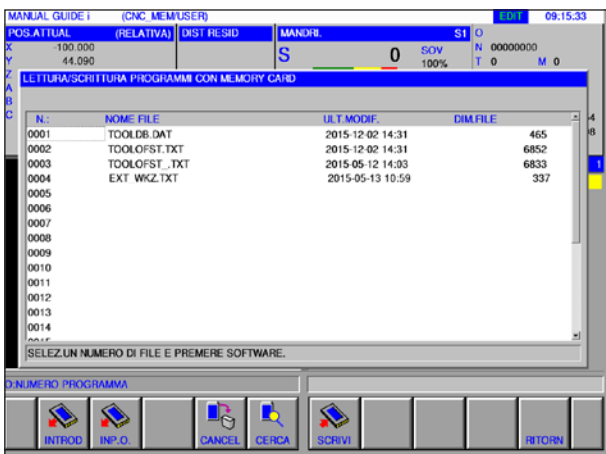 MANUAL GUIDE i (CNC_MEM/USER) EDIT 09:15:33
POS.ATTUAL (RELATIVA) DIST RESID MANDRI. S1 O
X -100.000 S 0 SOV 100% N 00000000
Y 44.090 T 0 M 0
Z
LETTURA/SCRITTURA PROGRAMMI CON MEMORY CARD
A
B
C
N.: NOME FILE ULT.MODIF. DIM.FILE
0001 TOOLDB.DAT 2015-12-02 14:31 465
0002 TOOLOFST.TXT 2015-12-02 14:31 6852
0003 TOOLOFST_.TXT 2015-05-12 14:03 6833
0004 EXT_WKZ.TXT 2015-05-13 10:59 337
0005
0006
0007
0008
0009
0010
0011
0012
0013
0014
SELEZ.UN NUMERO DI FILE E PREMERE SOFTWARE.
O:NUMERO PROGRAMMA
INTROD INP.O. CANCEL CERCA SCRIVI RITORN